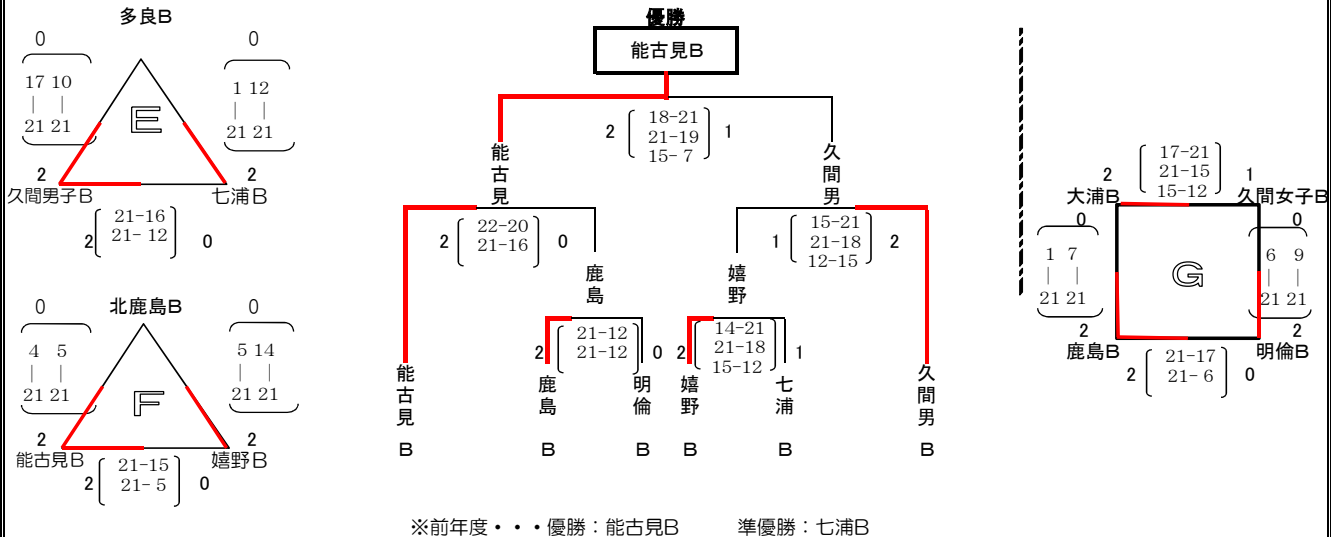 多良B
0 0
17 10
| |
21 21
1 12
| |
21 21
E
2 2
久間男子B 七浦B
2 21-16 0
21-12
北鹿島B
0 0
4 5
| |
21 21
5 14
| |
21 21
F
2 2
能古見B 嬉野B
2 21-15 0
21-5
優勝
能古見B
2 18-21 1
21-19
15-7
能古見
久間男
2 22-20 0
21-16
1 15-21 2
21-18
12-15
鹿島
嬉野
2 21-12 0
21-12
2 14-21 1
21-18
15-12
能古見B
鹿島B
明倫B
嬉野B
七浦B
久間男B
※前年度・・・優勝：能古見B 準優勝：七浦B
2 17-21 1
21-15
15-12
大浦B 久間女子B
0 0
1 7
| |
21 21
6 9
| |
21 21
G
2 2
鹿島B 明倫B
2 21-17 0
21-6